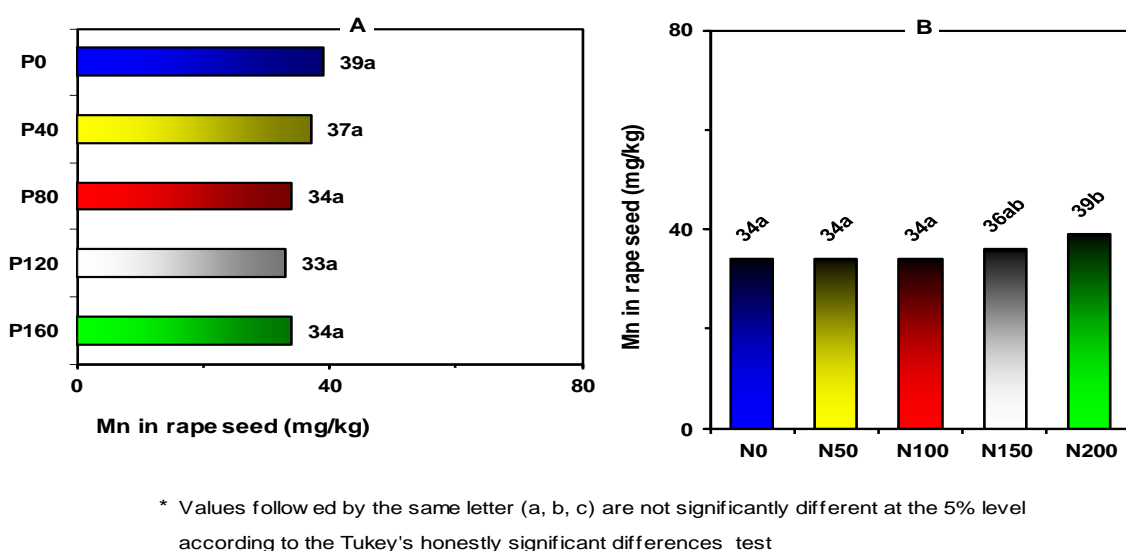 A
P0
39a
P40
37a
P80
34a
P120
33a
P160
34a
0 40 80
Mn in rape seed (mg/kg)
B
80
40
0
Mn in rape seed (mg/kg)
34a 34a 34a 36ab 39b
N0 N50 N100 N150 N200
* Values followed by the same letter (a, b, c) are not significantly different at the 5% level
according to the Tukey's honestly significant differences test